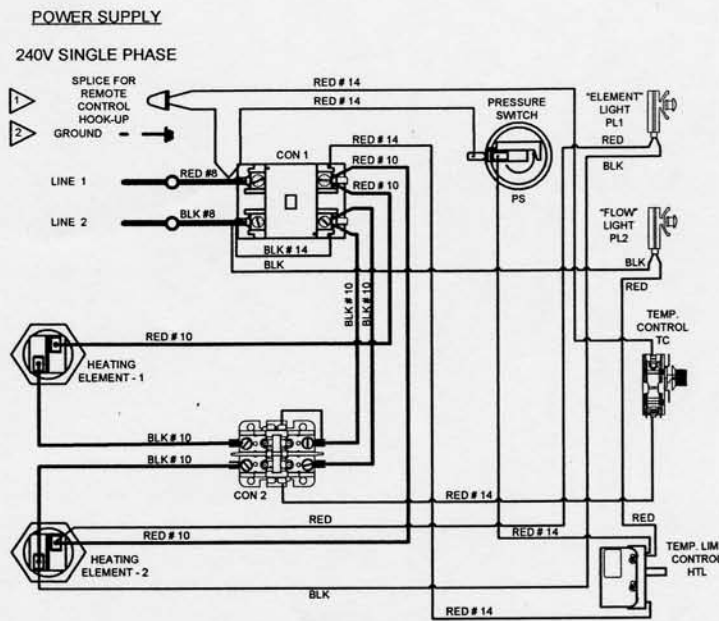 POWER SUPPLY
240V SINGLE PHASE
1
SPLICE FOR
REMOTE
CONTROL
HOOK-UP
2
GROUND
RED # 14
RED # 14
PRESSURE
SWITCH
PS
"ELEMENT"
LIGHT
PL1
RED
BLK
CON 1
RED # 14
RED # 10
RED # 10
LINE 1
RED #8
LINE 2
BLK #8
BLK # 14
BLK
"FLOW"
LIGHT
PL2
BLK
RED
BLK # 10
BLK # 10
TEMP.
CONTROL
TC
RED # 10
HEATING
ELEMENT - 1
BLK # 10
BLK # 10
CON 2
RED # 14
RED
RED
RED # 10
RED # 14
HEATING
ELEMENT - 2
TEMP. LIM
CONTROL
HTL
BLK
RED # 14